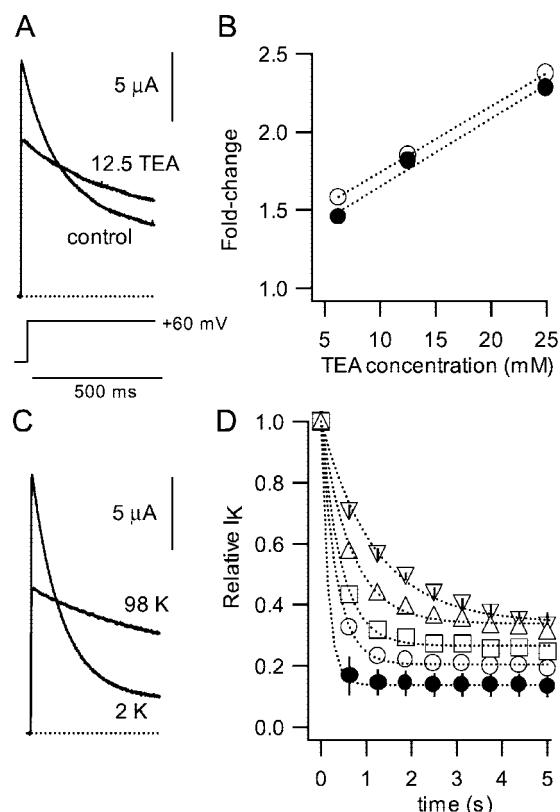 A
5 µA
12.5 TEA
control
+60 mV
500 ms
B
Fold-change
2.5
2.0
1.5
1.0
5 10 15 20 25
TEA concentration (mM)
C
5 µA
98 K
2 K
D
Relative IK
1.0
0.8
0.6
0.4
0.2
0.0
0 1 2 3 4 5
time (s)